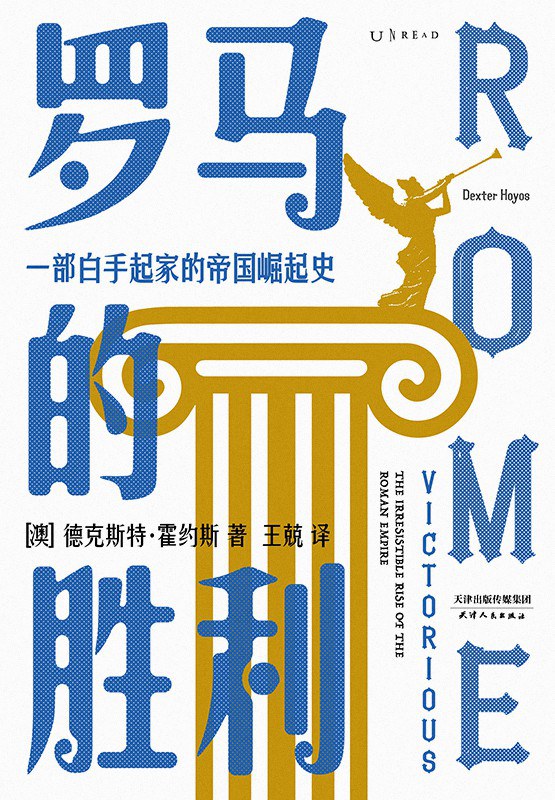 罗马
的
胜利
一部白手起家的帝国崛起史
[澳] 德克斯特·霍约斯 著 王兢 译
UNREAD
ROME
Dexter Hoyos
VICTORIOUS
THE IRRESISTIBLE RISE OF THE
ROMAN EMPIRE
天津出版传媒集团
天津人民出版社